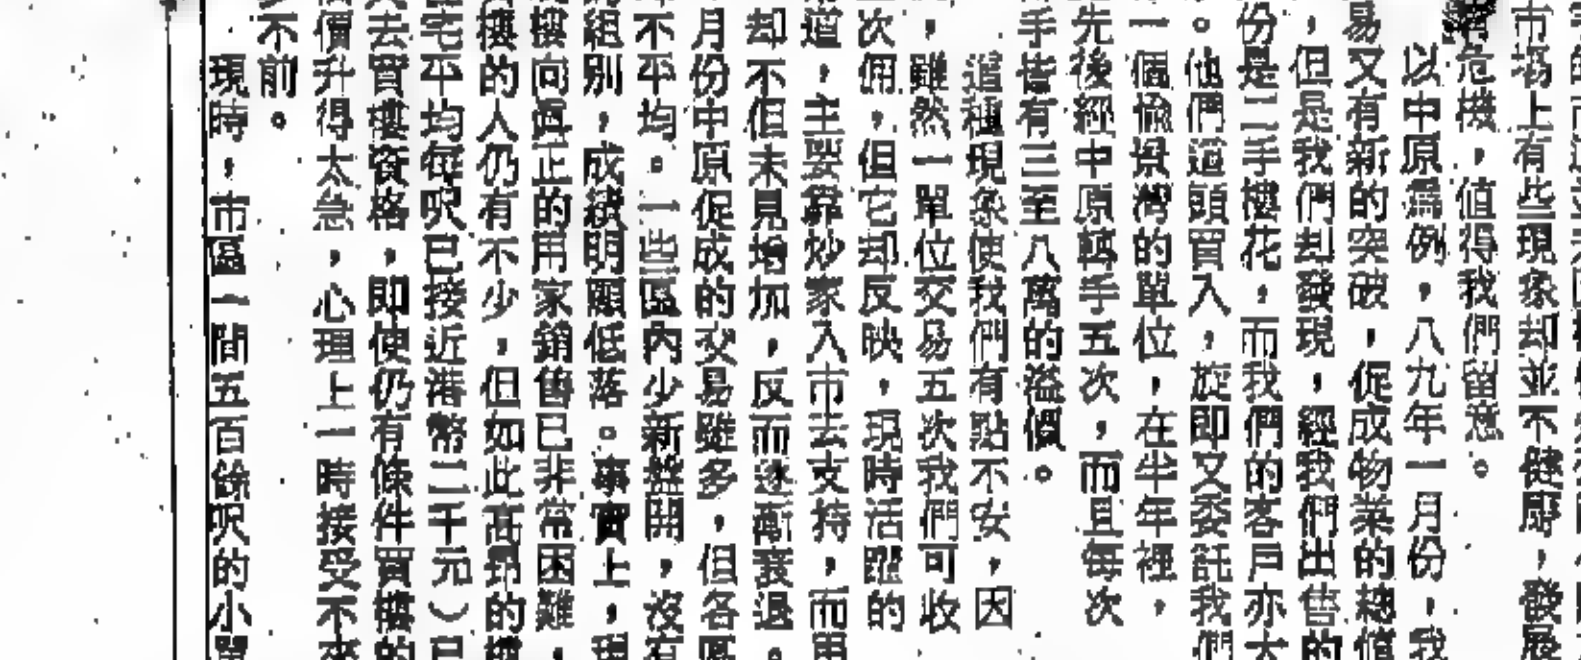 市場上有些現象却並不健康，發展
危機，值得我們留意。
以中原爲例，八九年一月份，我
易又有新的突破，促成物業的總值
，但是我們却發現，經我們出售的
份是二手樓花，而我們的客戶亦大
。他們這頭買入，旋即又委託我們
一個愉景灣的單位，在半年裡，
先後經中原轉手五次，而且每次
手皆有三至八萬的溢價。
這種現象使我們有點不安，因
，雖然一單位交易五次我們可收
次佣，但它却反映，現時活躍的
道，主要靠炒家入市去支持，而用
却不但未見增加，反而逐漸衰退。
月份中原促成的交易雖多，但各區
不平均。一些區內少新盤開，沒有
組别，成績明顯低落。事實上，現
樓向眞正的用家銷售已非常困難，
樓的人仍有不少，但如此高昂的樓
宅平均每呎已接近港幣二千元）已
去買樓資格，即使仍有條件買樓的
價升得太急，心理上一時接受不來
不前。
現時，市區一間五百餘呎的小單